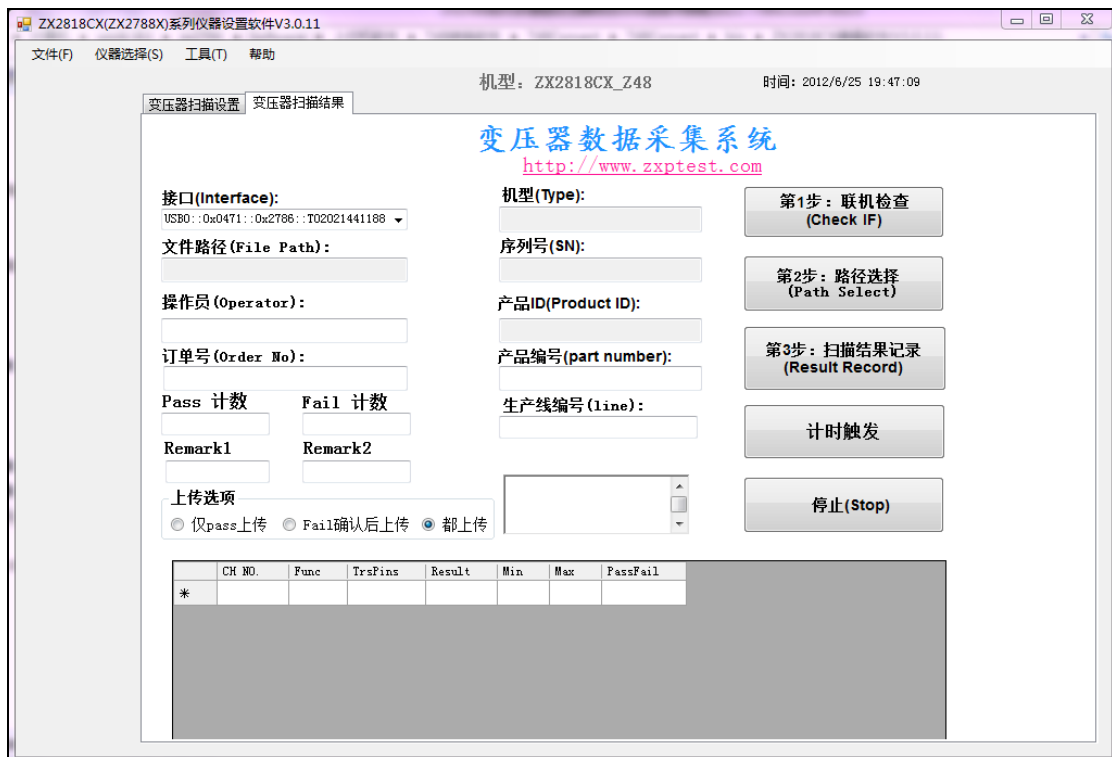 ZX2818CX(ZX2788X)系列仪器设置软件V3.0.11
文件(F) 仪器选择(S) 工具(T) 帮助
机型: ZX2818CX_Z48 时间: 2012/6/25 19:47:09
变压器扫描设置 变压器扫描结果
变压器数据采集系统
http://www.zxptest.com
接口(Interface): 机型(Type): 第1步：联机检查
USB0::0x0471::0x2786::T02021441188 (Check IF)
文件路径(File Path): 序列号(SN):
第2步：路径选择
(Path Select)
操作员(Operator): 产品ID(Product ID):
第3步：扫描结果记录
订单号(Order No): 产品编号(part number): (Result Record)
Pass 计数 Fail 计数 生产线编号(line):
计时触发
Remark1 Remark2
上传选项 停止(Stop)
仅pass上传 Fail确认后上传 都上传
CH NO. Func TrsPins Result Min Max PassFail
*